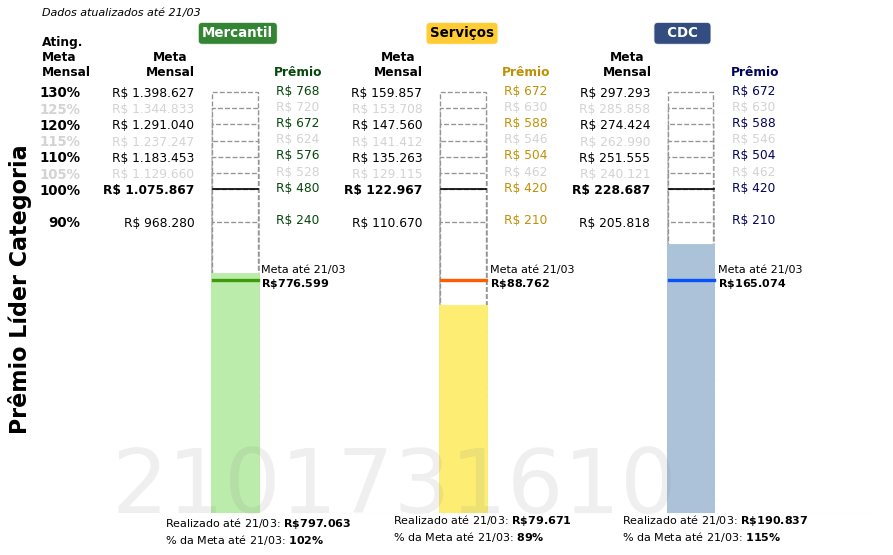 Dados atualizados até 21/03
Mercantil
Serviços
CDC
Ating.
Meta
Mensal
Meta
Mensal
Prêmio
Meta
Mensal
Prêmio
Meta
Mensal
Prêmio
130% R$ 1.398.627 R$ 768 R$ 159.857 R$ 672 R$ 297.293 R$ 672
125% R$ 1.344.833 R$ 720 R$ 153.708 R$ 630 R$ 285.858 R$ 630
120% R$ 1.291.040 R$ 672 R$ 147.560 R$ 588 R$ 274.424 R$ 588
115% R$ 1.237.247 R$ 624 R$ 141.412 R$ 546 R$ 262.990 R$ 546
110% R$ 1.183.453 R$ 576 R$ 135.263 R$ 504 R$ 251.555 R$ 504
105% R$ 1.129.660 R$ 528 R$ 129.115 R$ 462 R$ 240.121 R$ 462
100% R$ 1.075.867 R$ 480 R$ 122.967 R$ 420 R$ 228.687 R$ 420
90% R$ 968.280 R$ 240 R$ 110.670 R$ 210 R$ 205.818 R$ 210
Meta até 21/03
R$776.599
Meta até 21/03
R$88.762
Meta até 21/03
R$165.074
Prêmio Líder Categoria
2101731610
Realizado até 21/03: R$797.063
% da Meta até 21/03: 102%
Realizado até 21/03: R$79.671
% da Meta até 21/03: 89%
Realizado até 21/03: R$190.837
% da Meta até 21/03: 115%